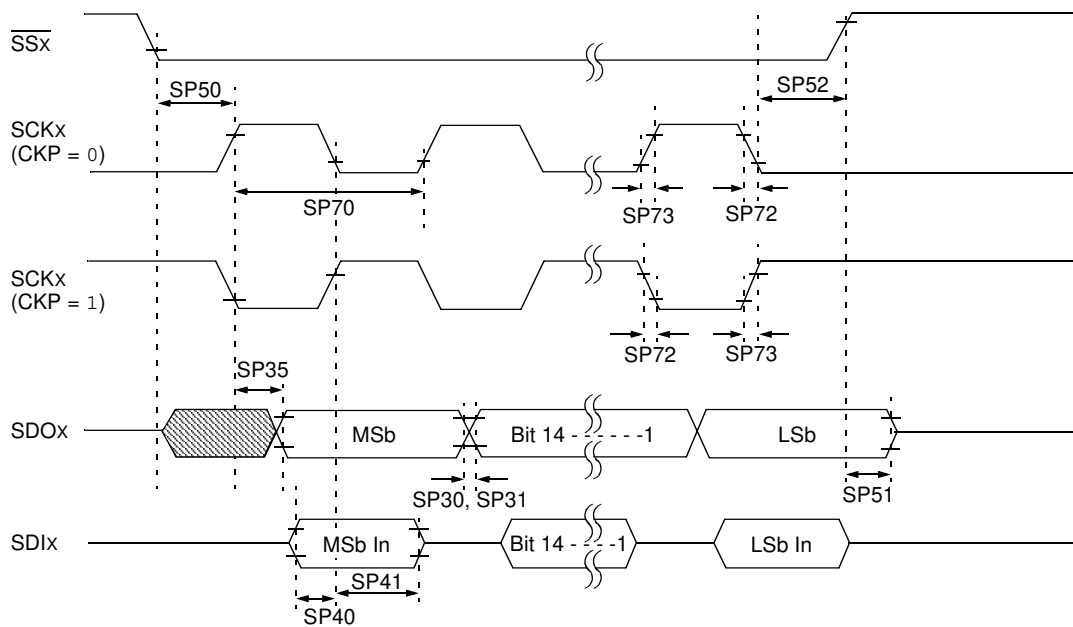 SSx
SP50
SP52
SCKx
(CKP = 0)
SP70
SP73
SP72
SCKx
(CKP = 1)
SP72
SP73
SP35
SDOx
MSb
Bit 14 - - - - - -1
LSb
SP30, SP31
SP51
SDIx
MSb In
Bit 14 - - - -1
LSb In
SP41
SP40